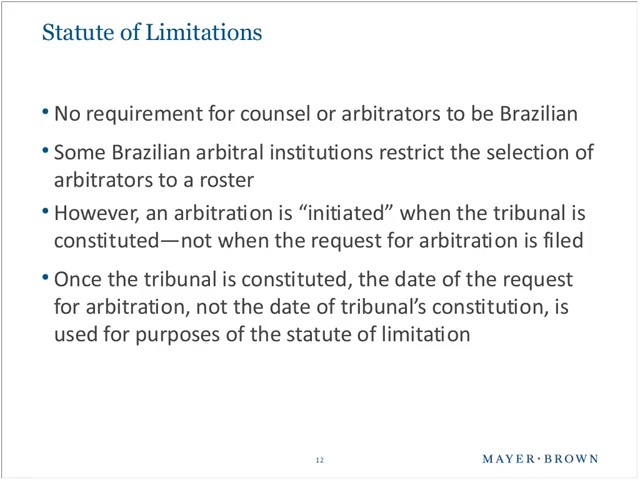 Statute of Limitations
• No requirement for counsel or arbitrators to be Brazilian
• Some Brazilian arbitral institutions restrict the selection of
arbitrators to a roster
• However, an arbitration is “initiated” when the tribunal is
constituted—not when the request for arbitration is filed
• Once the tribunal is constituted, the date of the request
for arbitration, not the date of tribunal’s constitution, is
used for purposes of the statute of limitation
12
MAYER•BROWN